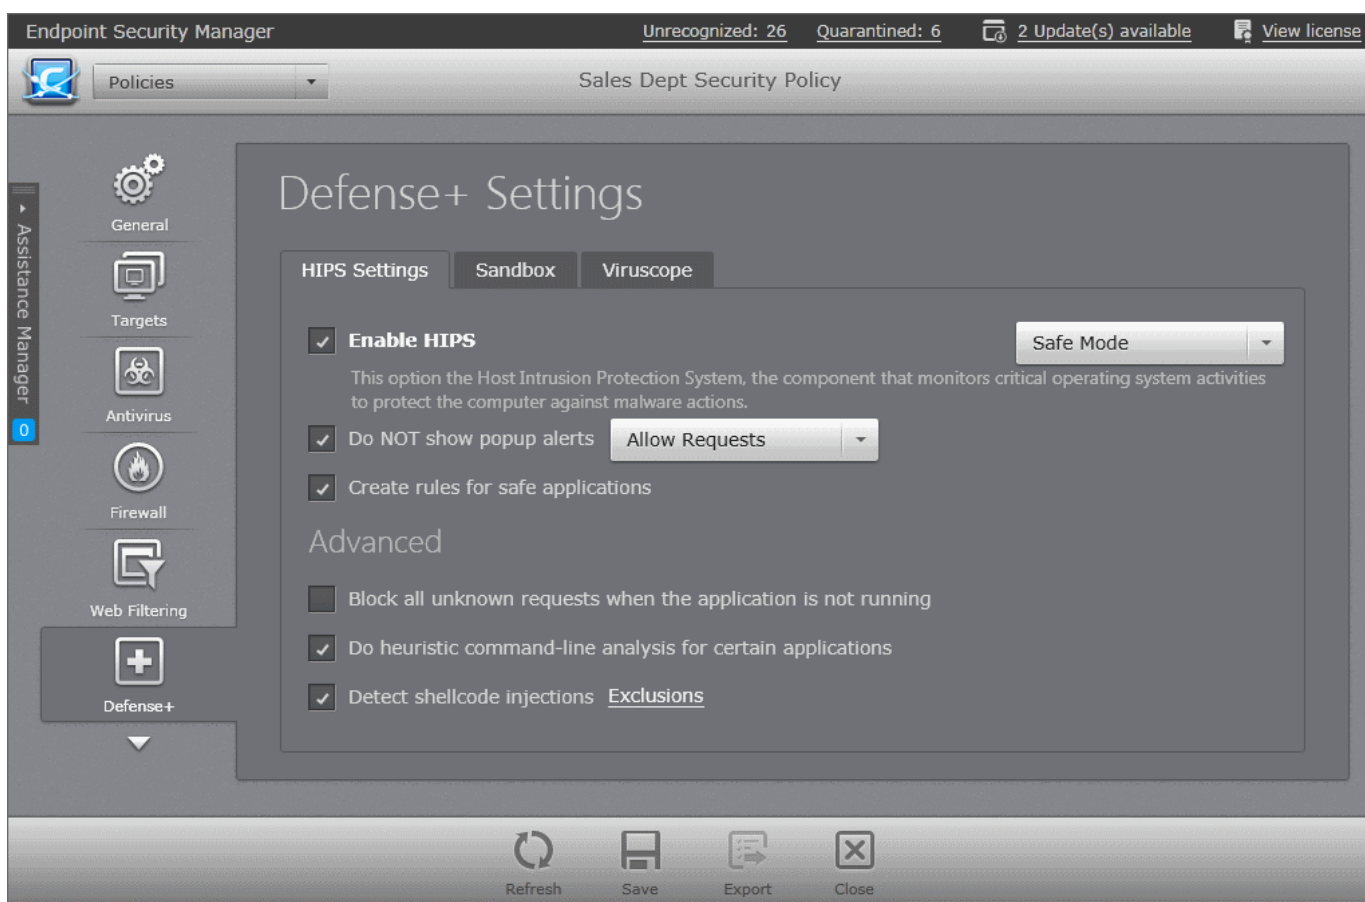 Endpoint Security Manager
Unrecognized: 26
Quarantined: 6
2 Update(s) available
View license
Policies
Sales Dept Security Policy
Assistance Manager
0
General
Targets
Antivirus
Firewall
Web Filtering
Defense+
Defense+ Settings
HIPS Settings
Sandbox
Viruscope
Enable HIPS
Safe Mode
This option the Host Intrusion Protection System, the component that monitors critical operating system activities
to protect the computer against malware actions.
Do NOT show popup alerts
Allow Requests
Create rules for safe applications
Advanced
Block all unknown requests when the application is not running
Do heuristic command-line analysis for certain applications
Detect shellcode injections Exclusions
Refresh
Save
Export
Close